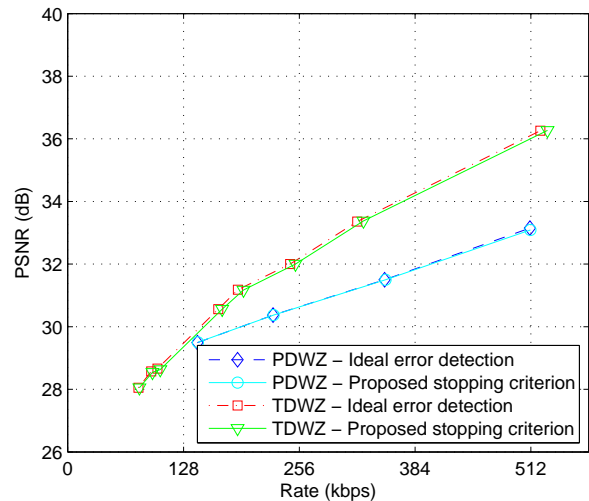 40
38
36
34
32
30
28
26
PSNR (dB)
PDWZ – Ideal error detection
PDWZ – Proposed stopping criterion
TDWZ – Ideal error detection
TDWZ – Proposed stopping criterion
0 128 256 384 512
Rate (kbps)